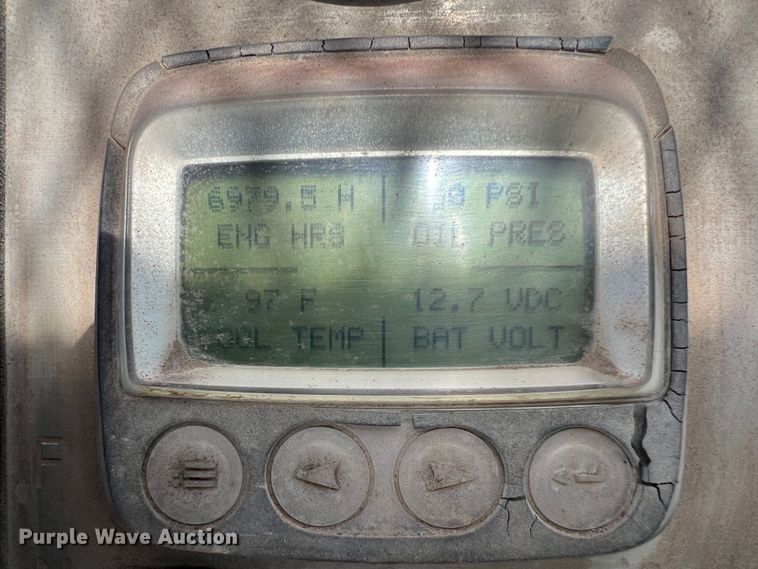 6979.5 H PSI
ENG HRS OIL PRES
97 F 12.7 VDC
TEMP BAT VOLT
F
Purple Wave Auction